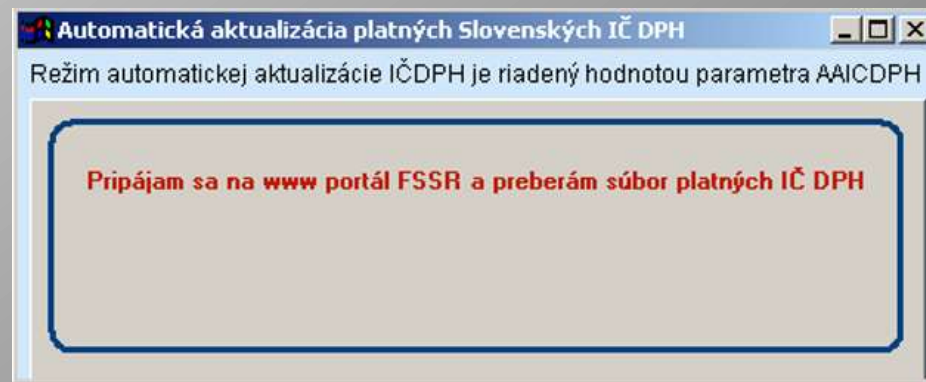 Automatická aktualizácia platných Slovenských IČ DPH
Režim automatickej aktualizácie IČDPH je riadený hodnotou parametra AAICDPH
Pripájam sa na www portál FSSR a preberám súbor platných IČ DPH